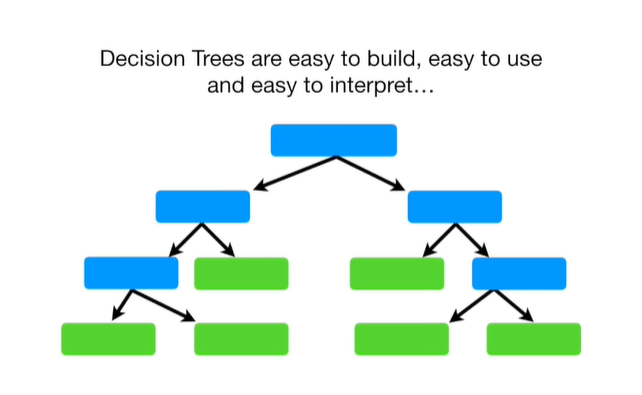 Decision Trees are easy to build, easy to use
and easy to interpret…